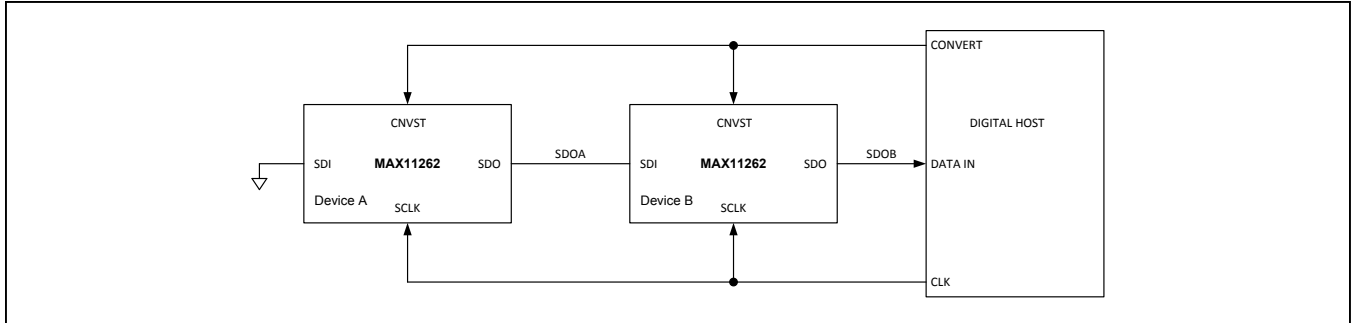 CONVERT
CNVST
CNVST
DIGITAL HOST
SDI
MAX11262
SDO
SDOA
SDI
MAX11262
SDO
SDOB
DATA IN
Device A
SCLK
Device B
SCLK
CLK